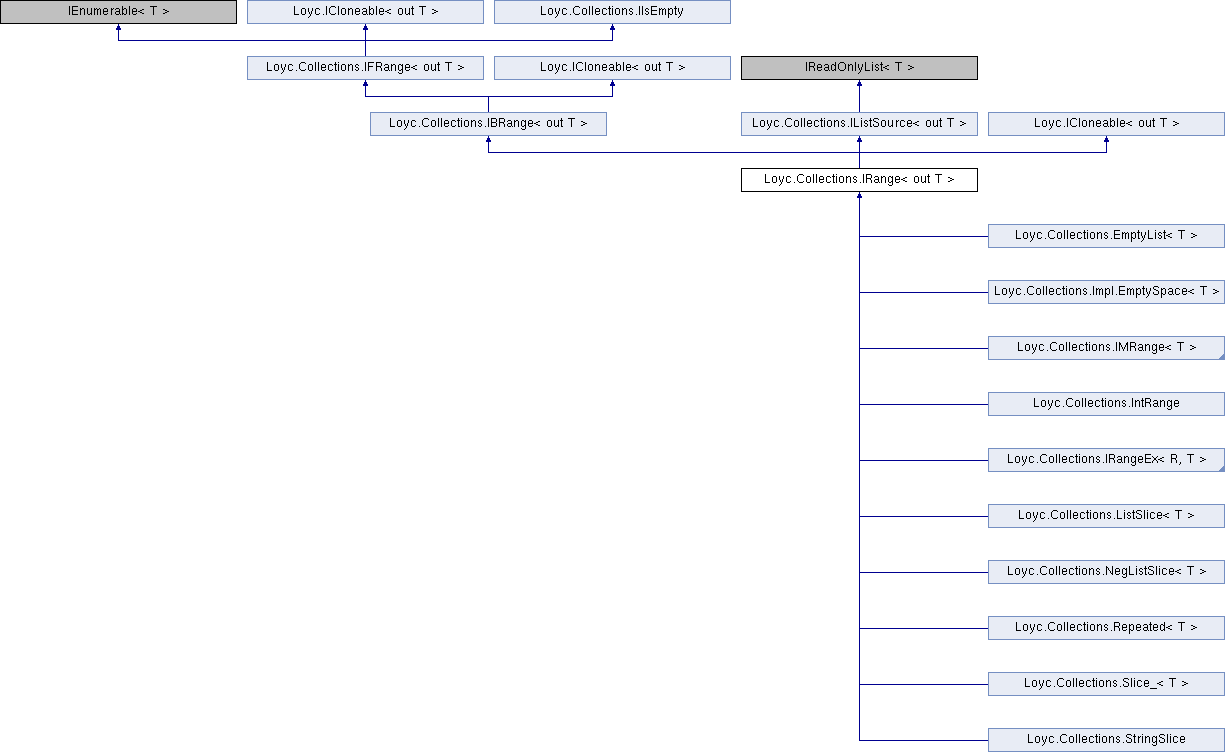 IEnumerable< T >
Loyc.ICloneable< out T >
Loyc.Collections.IIsEmpty
Loyc.Collections.IFRange< out T >
Loyc.ICloneable< out T >
IReadOnlyList< T >
Loyc.Collections.IBRange< out T >
Loyc.Collections.IListSource< out T >
Loyc.ICloneable< out T >
Loyc.Collections.IRange< out T >
Loyc.Collections.EmptyList< T >
Loyc.Collections.Impl.EmptySpace< T >
Loyc.Collections.IMRange< T >
Loyc.Collections.IntRange
Loyc.Collections.IRangeEx< R, T >
Loyc.Collections.ListSlice< T >
Loyc.Collections.NegListSlice< T >
Loyc.Collections.Repeated< T >
Loyc.Collections.Slice_< T >
Loyc.Collections.StringSlice